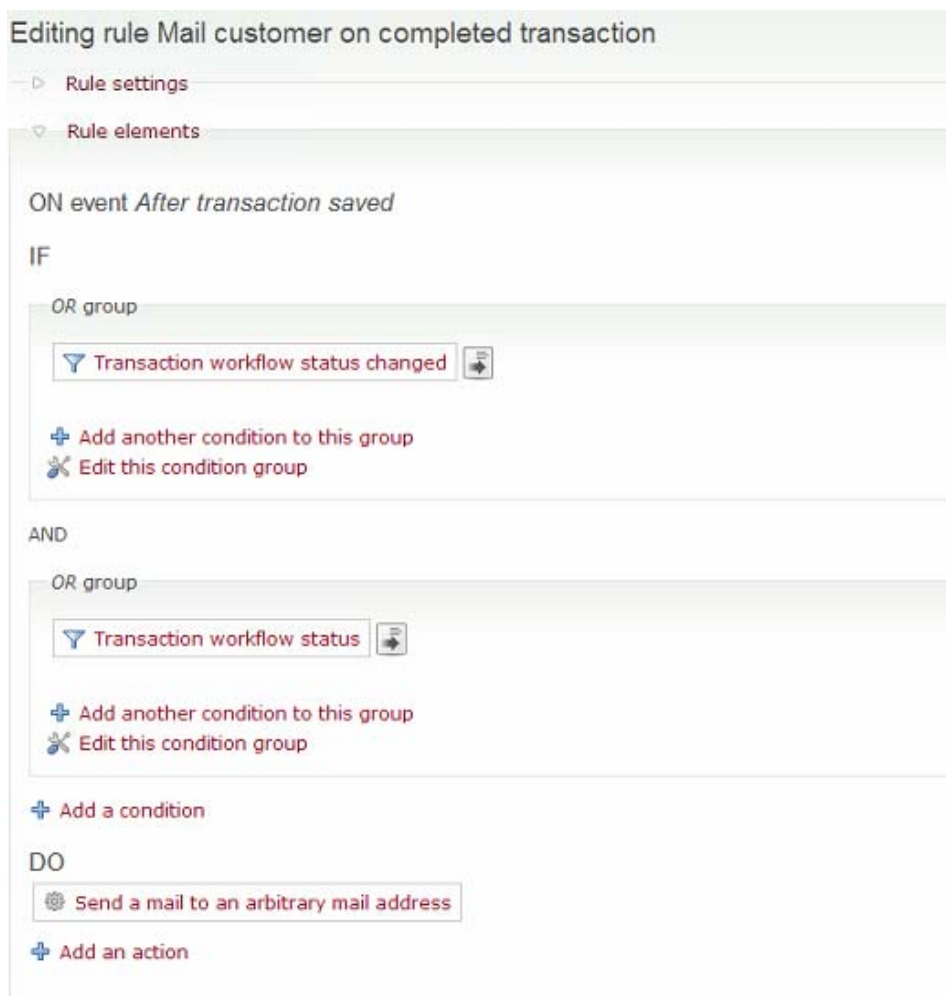 Editing rule Mail customer on completed transaction
Rule settings
Rule elements
ON event After transaction saved
IF
OR group
Transaction workflow status changed
Add another condition to this group
Edit this condition group
AND
OR group
Transaction workflow status
Add another condition to this group
Edit this condition group
Add a condition
DO
Send a mail to an arbitrary mail address
Add an action